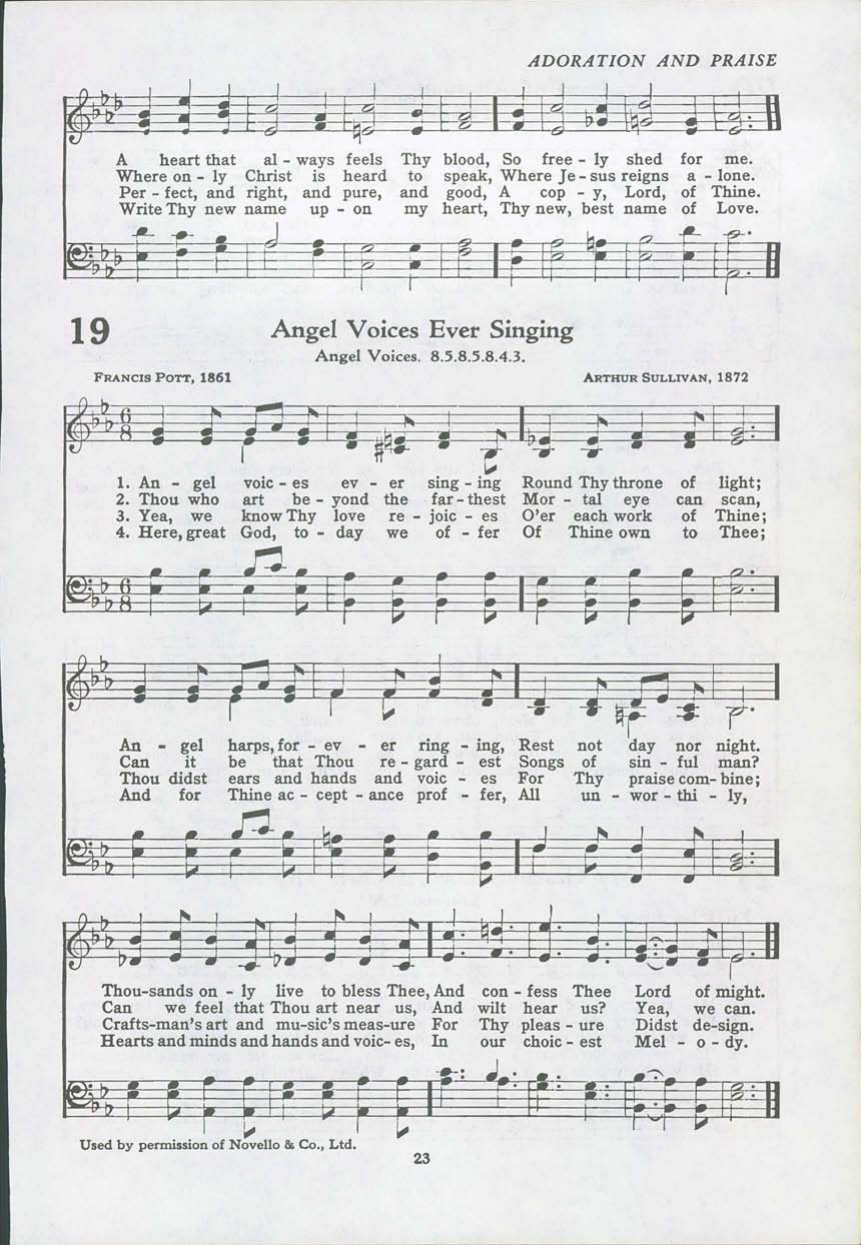 ADORATION AND PRAISE
A heart that al - ways feels Thy blood, So free - ly shed for me.
Where on - ly Christ is heard to speak, Where Je - sus reigns a - lone.
Per - fect, and right, and pure, and good, A cop - y, Lord, of Thine.
Write Thy new name up - on my heart, Thy new, best name of Love.
19
Angel Voices Ever Singing
Angel Voices. 8.5.8.5.8.4.3.
FRANCIS POTT, 1861 ARTHUR SULLIVAN, 1872
6
8
1. An - gel voic - es ev - er sing - ing Round Thy throne of light;
2. Thou who art be - yond the far - thest Mor - tal eye can scan,
3. Yea, we know Thy love re - joic - es O'er each work of Thine;
4. Here, great God, to - day we of - fer Of Thine own to Thee;
6
8
An - gel harps, for - ev - er ring - ing, Rest not day nor night.
Can it be that Thou re - gard - est Songs of sin - ful man?
Thou didst ears and hands and voic - es For Thy praise com - bine;
And for Thine ac - cept - ance prof - fer, All un - wor - thi - ly,
Thou-sands on - ly live to bless Thee, And con - fess Thee Lord of might.
Can we feel that Thou art near us, And wilt hear us? Yea, we can.
Crafts-man's art and mu-sic's meas-ure For Thy pleas - ure Didst de-sign.
Hearts and minds and hands and voic- es, In our choic - est Mel - o - dy.
Used by permission of Novello & Co., Ltd.
23